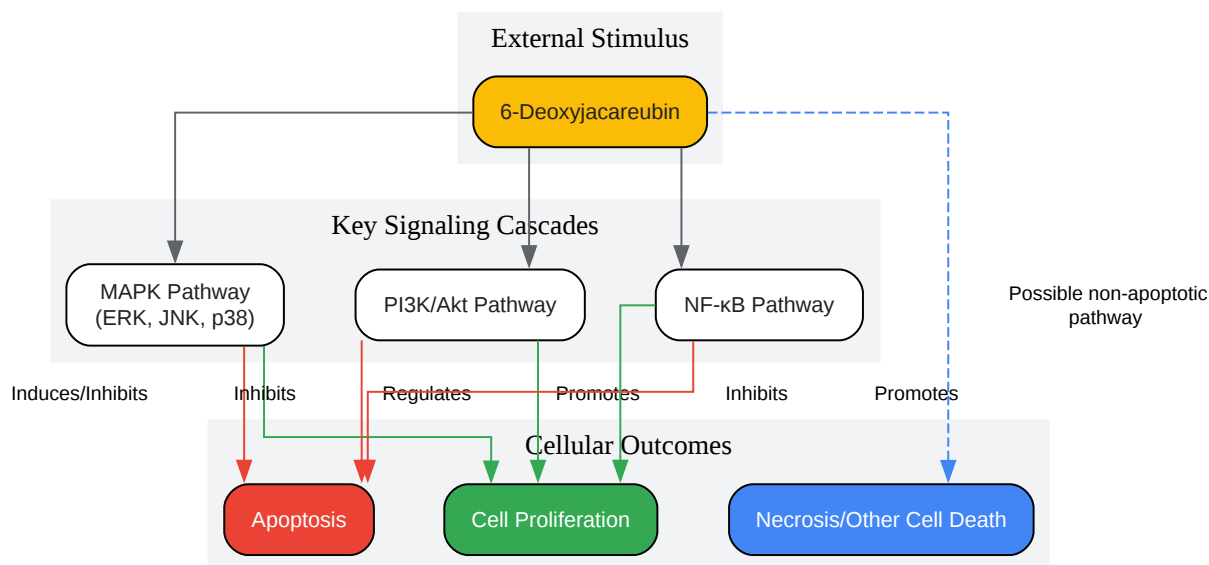 External Stimulus
6-Deoxyjacareubin
Key Signaling Cascades
MAPK Pathway
(ERK, JNK, p38)
PI3K/Akt Pathway
NF-κB Pathway
Possible non-apoptotic
pathway
Induces/Inhibits
Inhibits
Regulates
Promotes
Inhibits
Promotes
Cellular Outcomes
Apoptosis
Cell Proliferation
Necrosis/Other Cell Death